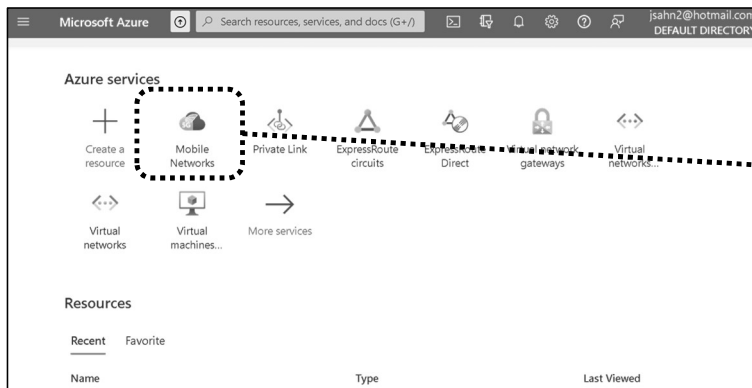 Microsoft Azure
Search resources, services, and docs (G+/)
jsahn2@hotmail.com
DEFAULT DIRECTORY
Azure services
Create a
resource
Mobile
Networks
Private Link
ExpressRoute
circuits
ExpressRoute
Direct
Virtual network
gateways
Virtual
networks...
Virtual
networks
Virtual
machines...
More services
Resources
Recent Favorite
Name Type Last Viewed